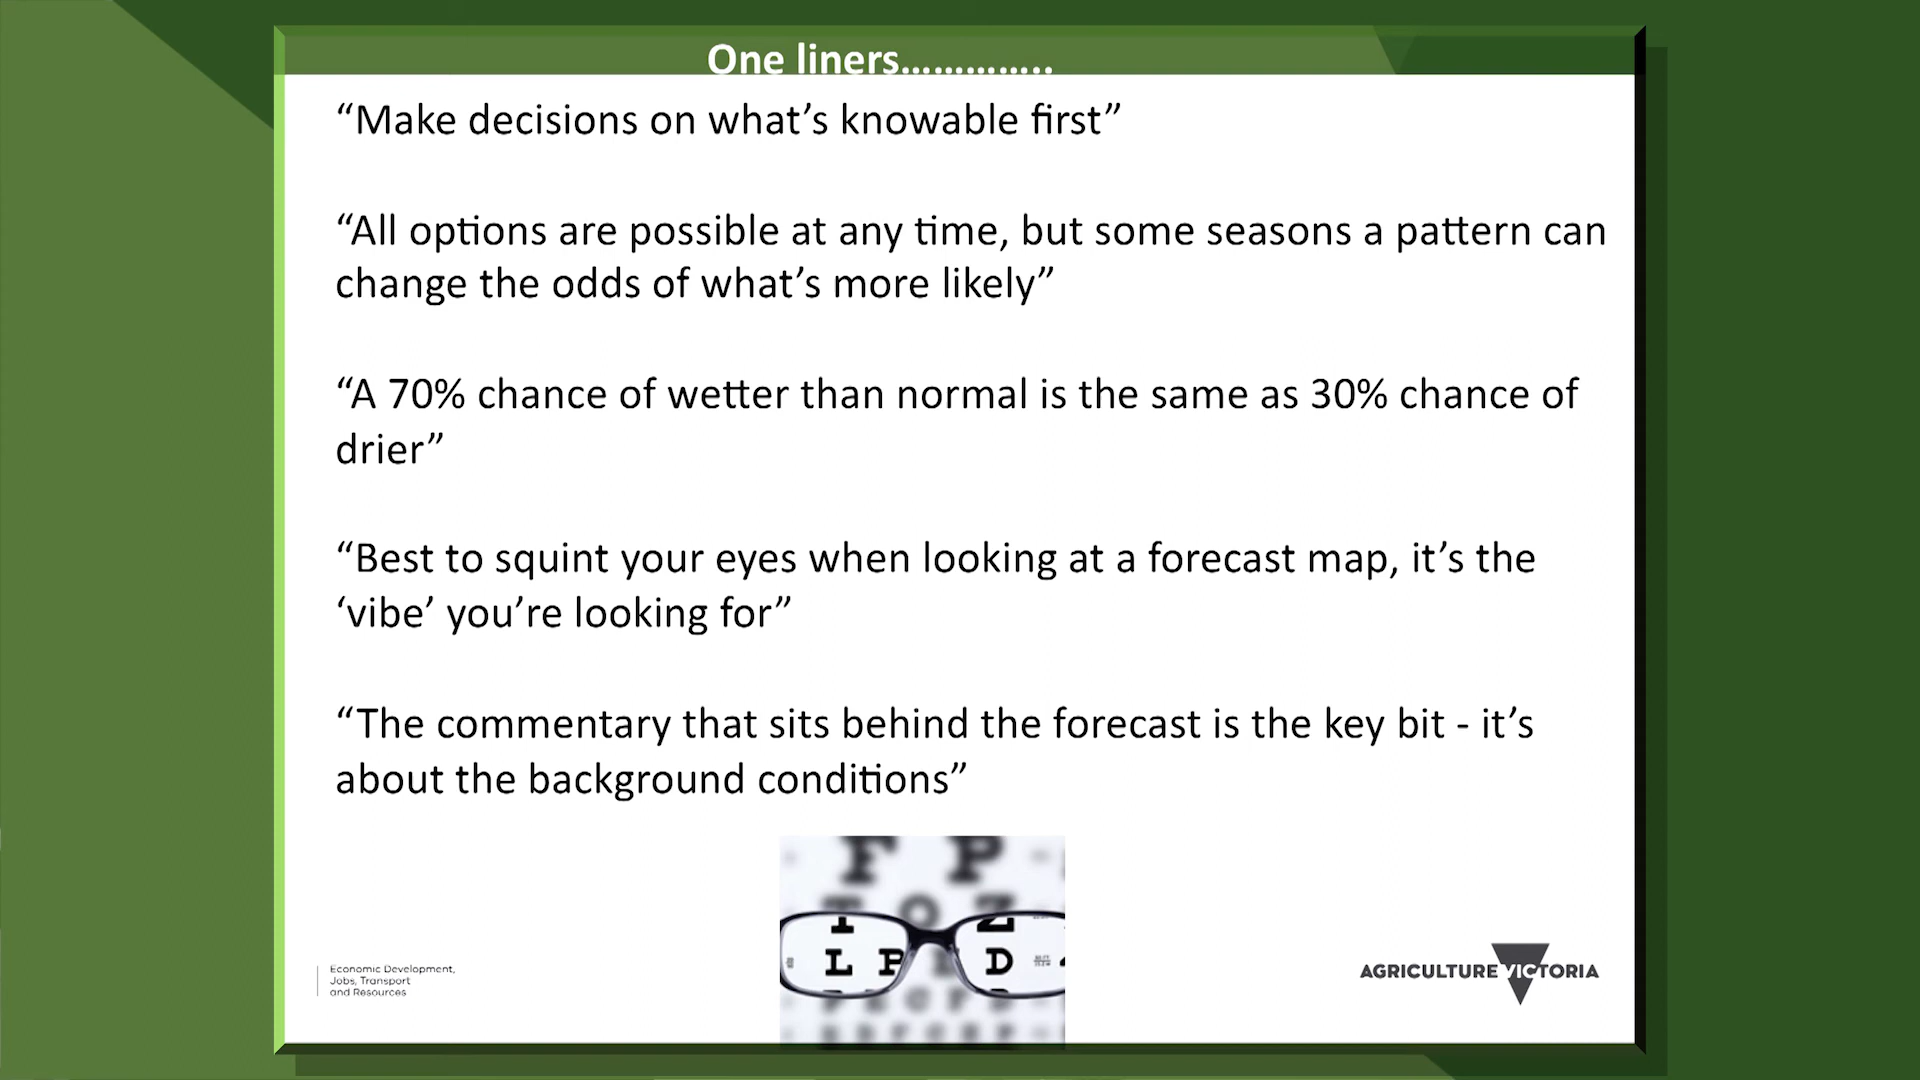 One liners…………..
“Make decisions on what’s knowable first”
“All options are possible at any time, but some seasons a pattern can
change the odds of what’s more likely”
“A 70% chance of wetter than normal is the same as 30% chance of
drier”
“Best to squint your eyes when looking at a forecast map, it’s the
‘vibe’ you’re looking for”
“The commentary that sits behind the forecast is the key bit - it’s
about the background conditions”
F P
T O Z
L P D
Economic Development,
Jobs, Transport
and Resources
AGRICULTURE VICTORIA